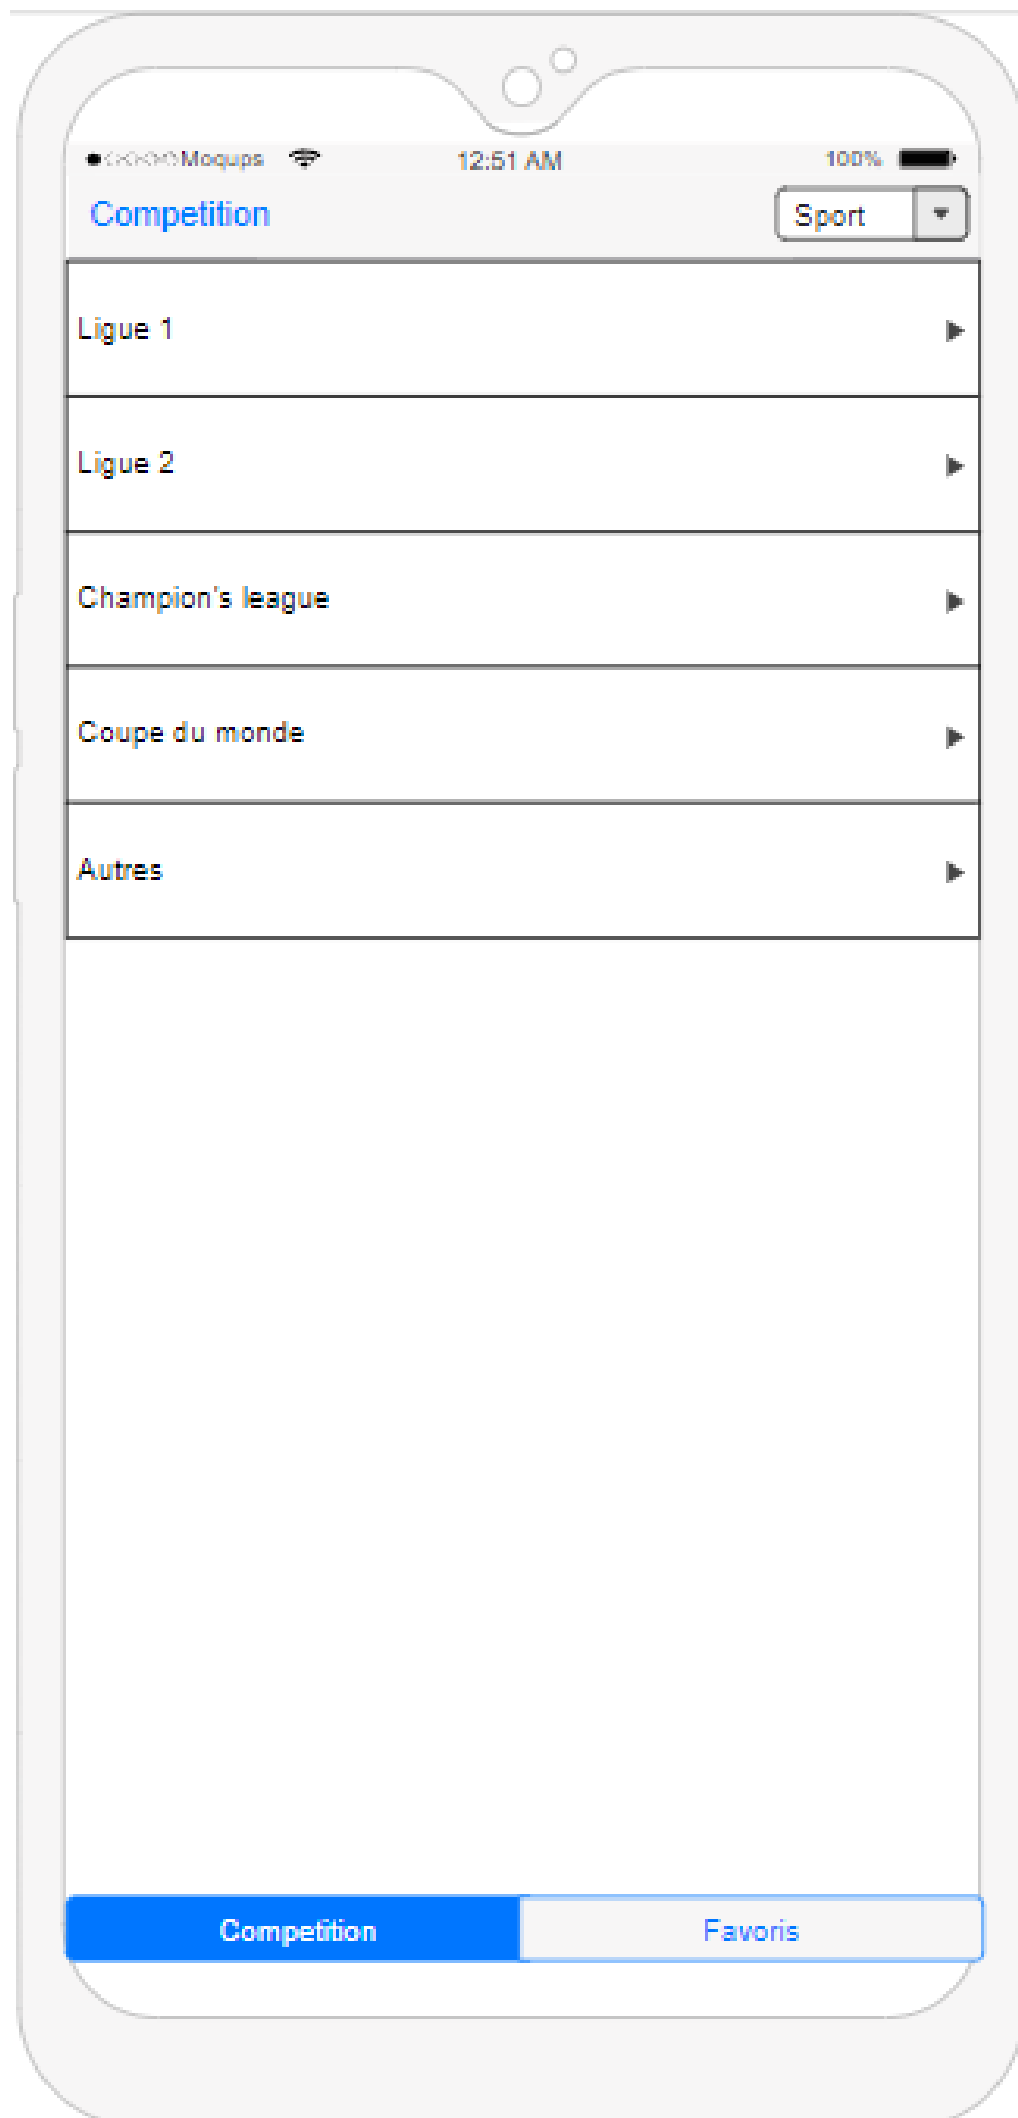 Moqups 12:51 AM 100%
Competition Sport
Ligue 1
Ligue 2
Champion's league
Coupe du monde
Autres
Competition Favoris